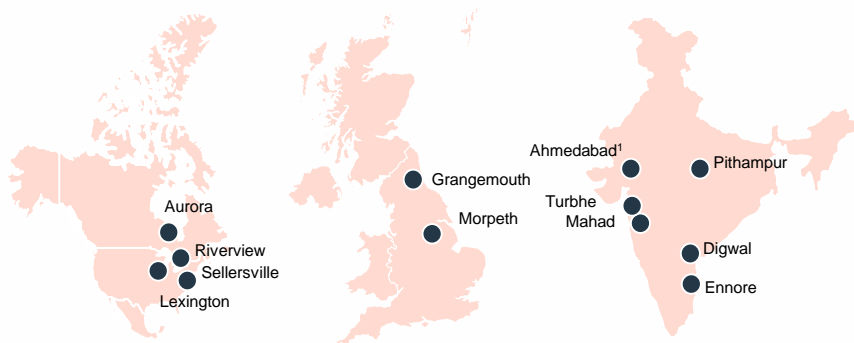 Aurora
Riverview
Sellersville
Lexington
Grangemouth
Morpeth
Ahmedabad¹
Pithampur
Turbhe
Mahad
Digwal
Ennore